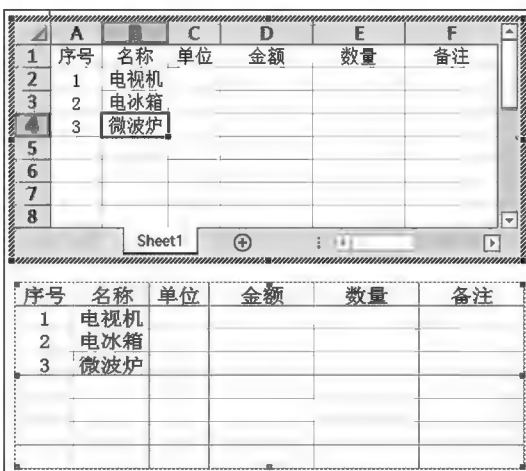 A B C D E F
1 序号 名称 单位 金额 数量 备注
2 1 电视机
3 2 电冰箱
4 3 微波炉
5
6
7
8
Sheet1
序号 名称 单位 金额 数量 备注
1 电视机
2 电冰箱
3 微波炉